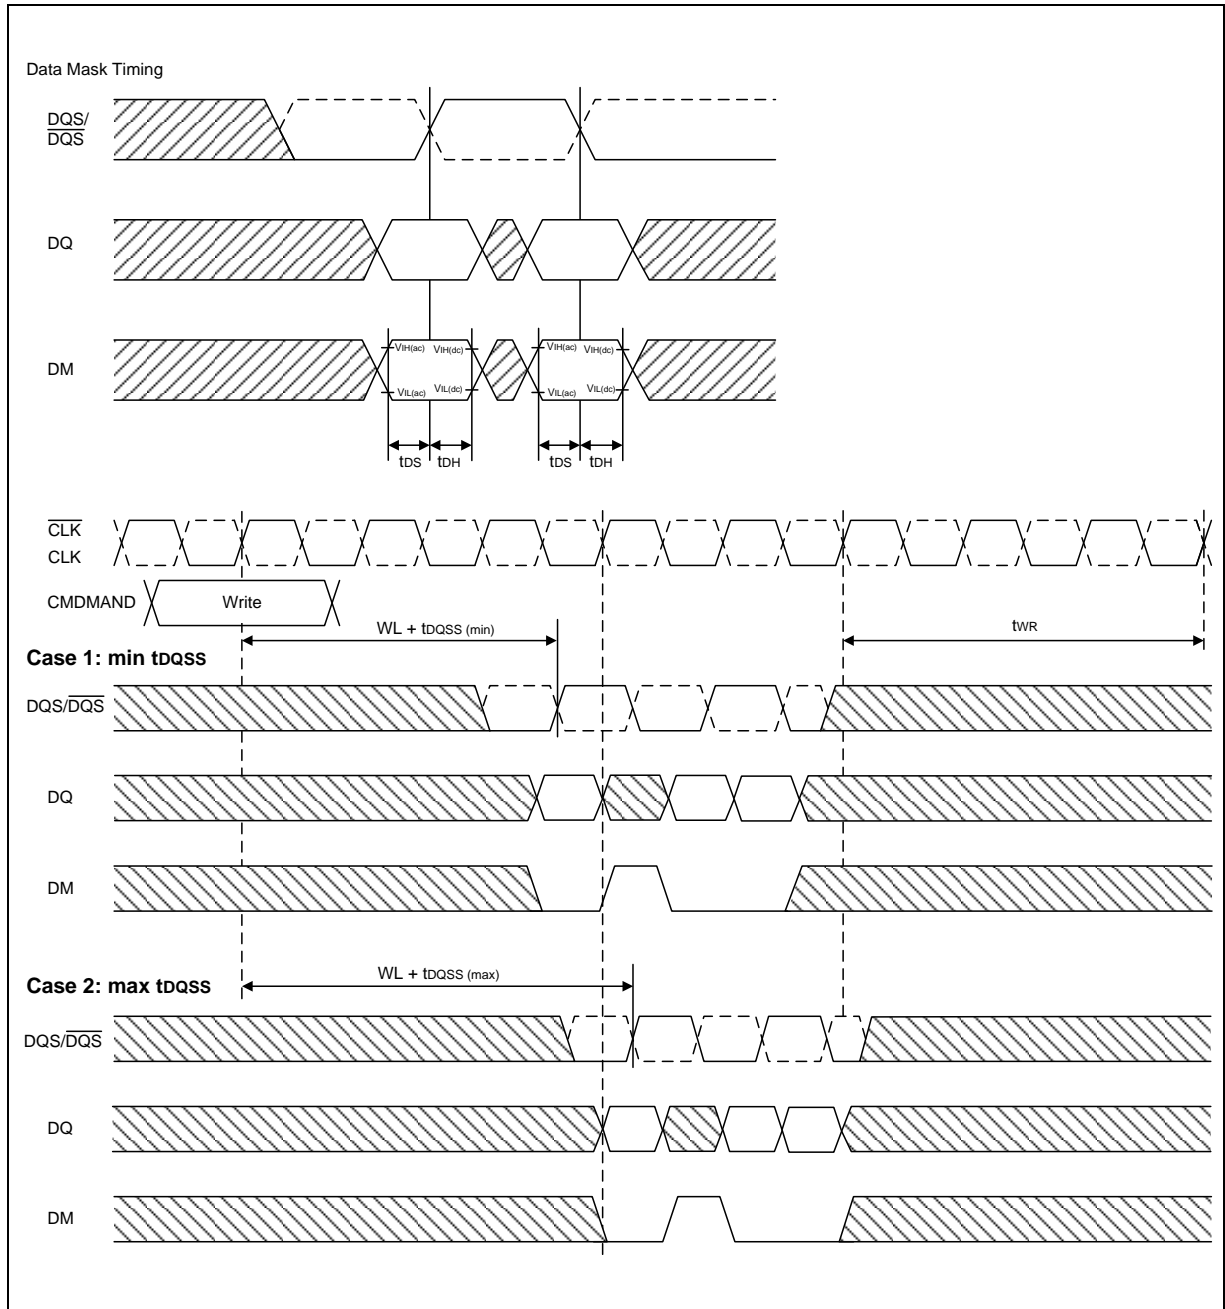 Data Mask Timing
DQS/
DQS
DQ
DM
VIH(ac)
VIH(dc)
VIH(ac)
VIH(dc)
VIL(ac)
VIL(dc)
VIL(ac)
VIL(dc)
tDS
tDH
tDS
tDH
CLK
CLK
CMDMAND
Write
WL + tDQSS (min)
tWR
Case 1: min tDQSS
DQS/DQS
DQ
DM
WL + tDQSS (max)
Case 2: max tDQSS
DQS/DQS
DQ
DM